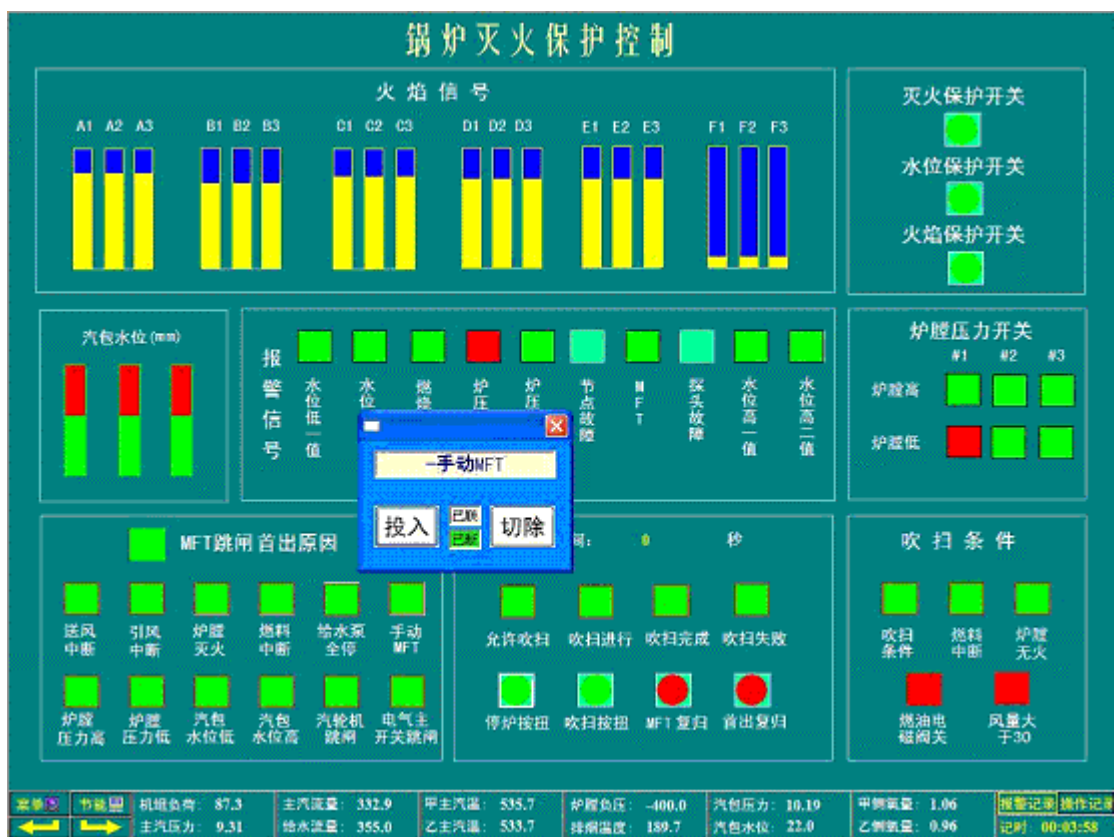 锅炉灭火保护控制
火焰信号
A1 A2 A3 B1 B2 B3 C1 C2 C3 D1 D2 D3 E1 E2 E3 F1 F2 F3
灭火保护开关
水位保护开关
火焰保护开关
汽包水位(mm)
报警信号
水位低一值
水位
燃烧
炉压
炉压
节点故障
MFT
探头故障
水位高一值
水位高二值
炉膛压力开关
#1 #2 #3
炉膛高
炉膛低
-手动MFT
投入
切除
MFT跳闸首出原因
送风中断 引风中断 炉膛灭火 燃料中断 给水泵全停 手动MFT
炉膛压力高 炉膛压力低 汽包水位低 汽包水位高 汽轮机跳闸 电气主开关跳闸
0 秒
允许吹扫 吹扫进行 吹扫完成 吹扫失败
停炉按扭 吹扫按扭 MFT复归 首出复归
吹扫条件
吹扫条件 燃料中断 炉膛无火
燃油电磁阀关 风量大于30
菜单 节能 机组负荷: 87.3 主汽流量: 332.9 甲主汽温: 535.7 炉膛负压: -400.0 汽包压力: 10.19 甲侧氧量: 1.06 报警记录 操作记录
主汽压力: 9.31 给水流量: 355.0 乙主汽温: 533.7 排烟温度: 189.7 汽包水位: 22.0 乙侧氧量: 0.96 记时 00:03:58